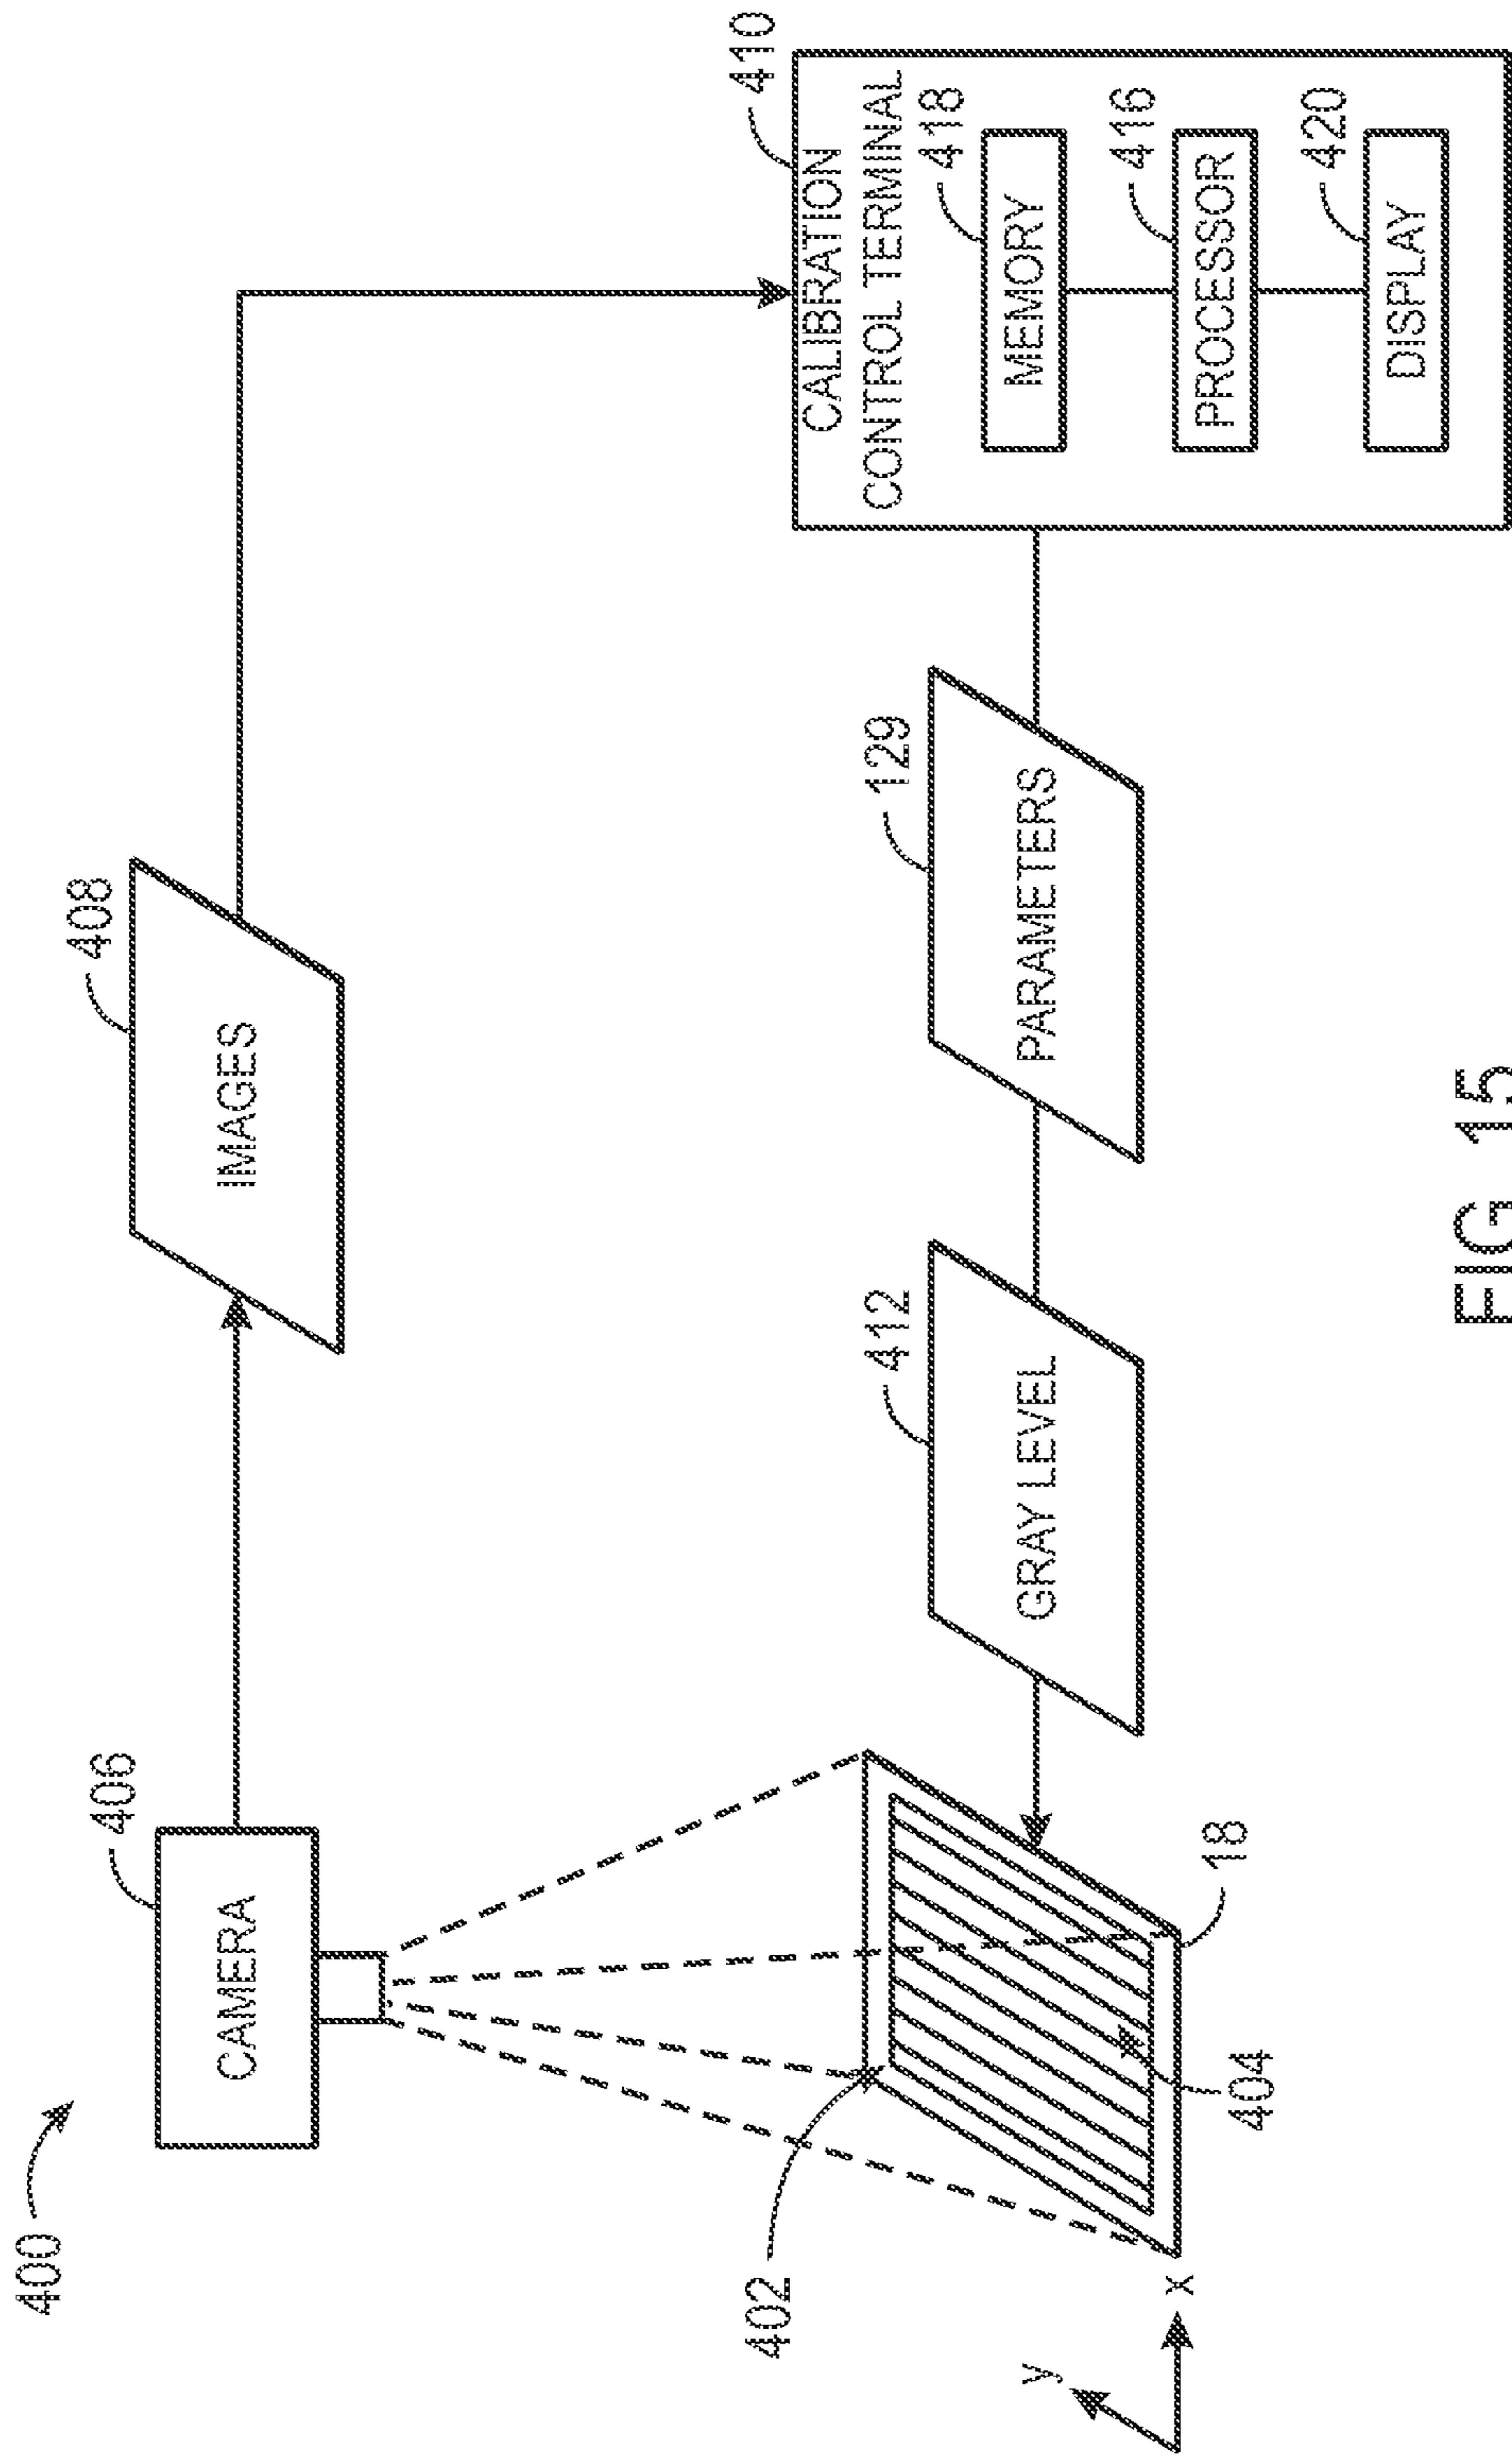 400
406
CAMERA
408
IMAGES
410
CALIBRATION
CONTROL TERMINAL
418
MEMORY
416
PROCESSOR
420
DISPLAY
402
404
18
412
GRAY LEVEL
129
PARAMETERS
y
x
FIG. 15